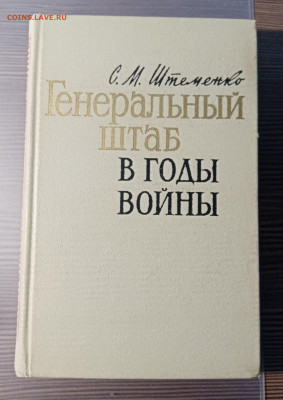 COINS.LAVE.RU
С. М. Штеменко
Генеральный
штаб
в годы
войны